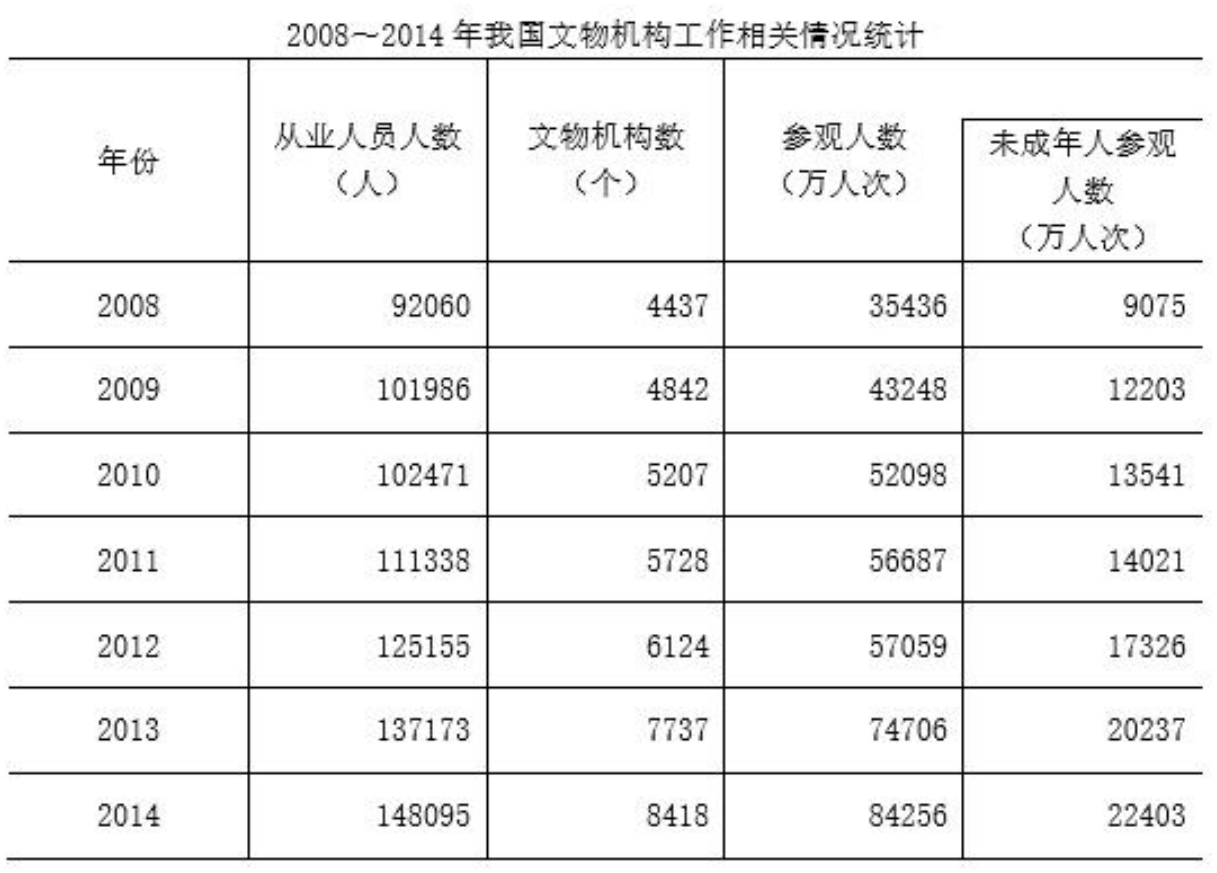 2008～2014 年我国文物机构工作相关情况统计
年份
从业人员人数
（人）
文物机构数
（个）
参观人数
（万人次）
未成年人参观
人数
（万人次）
2008 92060 4437 35436 9075
2009 101986 4842 43248 12203
2010 102471 5207 52098 13541
2011 111338 5728 56687 14021
2012 125155 6124 57059 17326
2013 137173 7737 74706 20237
2014 148095 8418 84256 22403